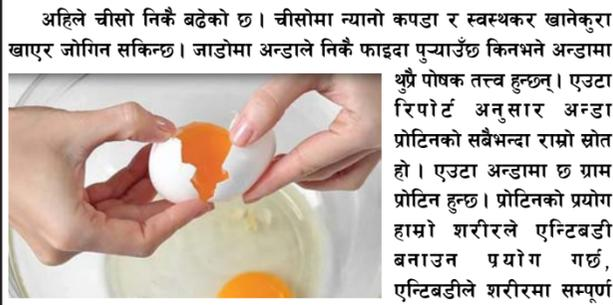 अहिले चीसो निकै बढेको छ । चीसोमा न्यानो कपडा र स्वस्थकर खानेकुरा
खाएर जोगिन सकिन्छ । जाडोमा अन्डाले निकै फाइदा पुऱ्याउँछ किनभने अन्डामा
थुप्रै पोषक तत्त्व हुन्छन् । एउटा
रिपोर्ट अनुसार अन्डा
प्रोटिनको सबैभन्दा राम्रो स्रोत
हो । एउटा अन्डामा छ ग्राम
प्रोटिन हुन्छ । प्रोटिनको प्रयोग
हाम्रो शरीरले एन्टिबडी
बनाउन प्रयोग गर्छ,
एन्टिबडीले शरीरमा सम्पूर्ण